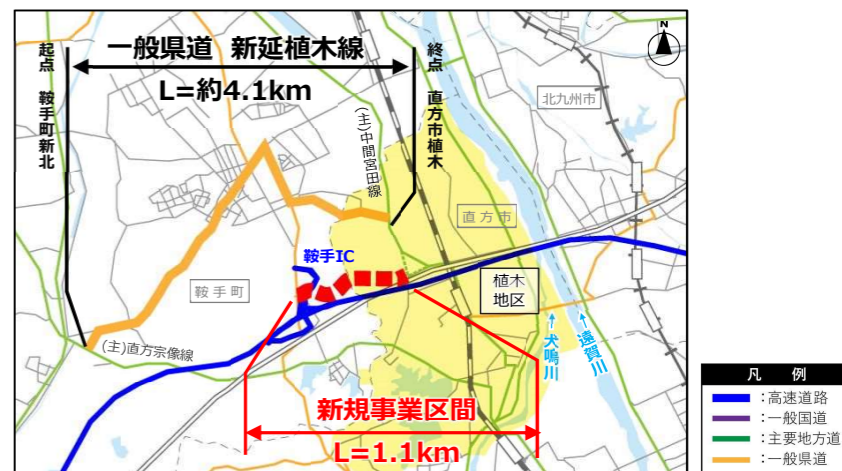 一般県道 新延植木線
L=約4.1km
起点 鞍手町新北
終点 直方市植木
N
北九州市
(主)中間宮田線
直方市
鞍手IC
鞍手町
植木
地区
(主)直方宗像線
↑犬鳴川
↑遠賀川
新規事業区間
L=1.1km
凡 例
:高速道路
:一般国道
:主要地方道
:一般県道